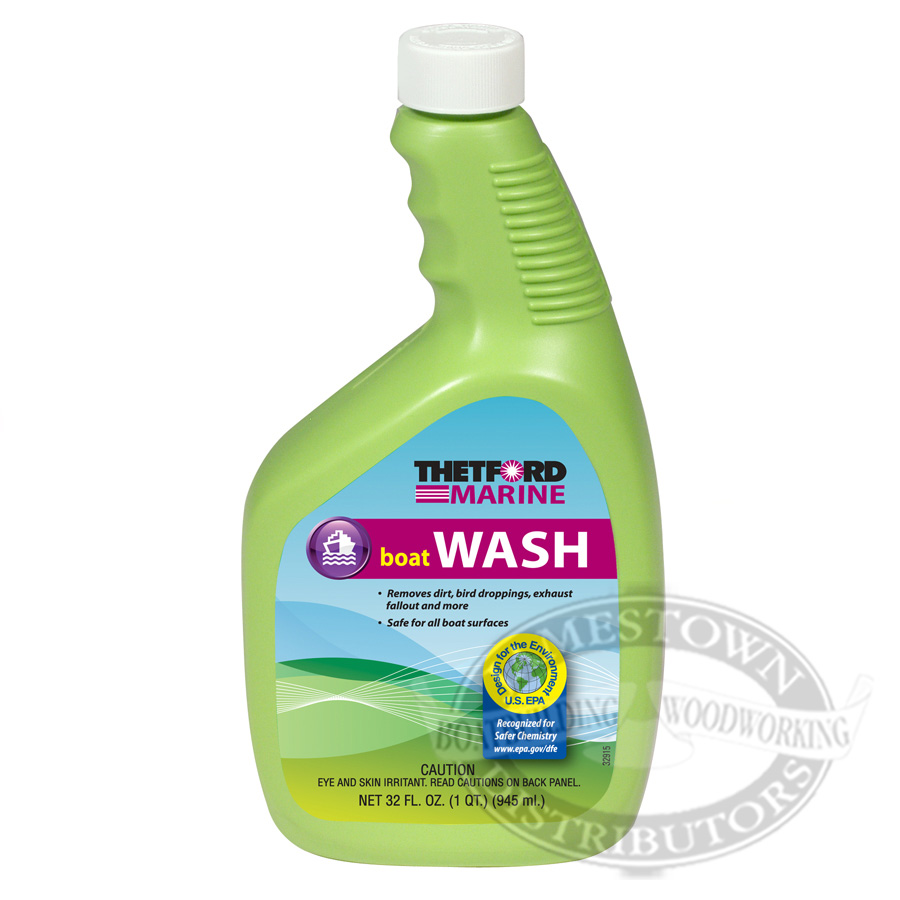 THETFORD
MARINE
boat WASH
• Removes dirt, bird droppings, exhaust
fallout and more
• Safe for all boat surfaces
Design for the Environment
U.S. EPA
Recognized for
Safer Chemistry
www.epa.gov/dfe
32915
CAUTION
EYE AND SKIN IRRITANT. READ CAUTIONS ON BACK PANEL.
NET 32 FL. OZ. (1 QT.) (945 ml.)
JAMESTOWN
BOATBUILDING WOODWORKING
DISTRIBUTORS